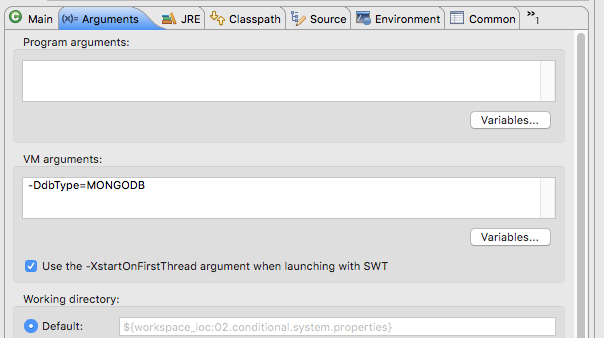 Main (x)= Arguments JRE Classpath Source Environment Common »1
Program arguments:
Variables...
VM arguments:
-DdbType=MONGODB
Variables...
Use the -XstartOnFirstThread argument when launching with SWT
Working directory:
Default: ${workspace_loc:02.conditional.system.properties}